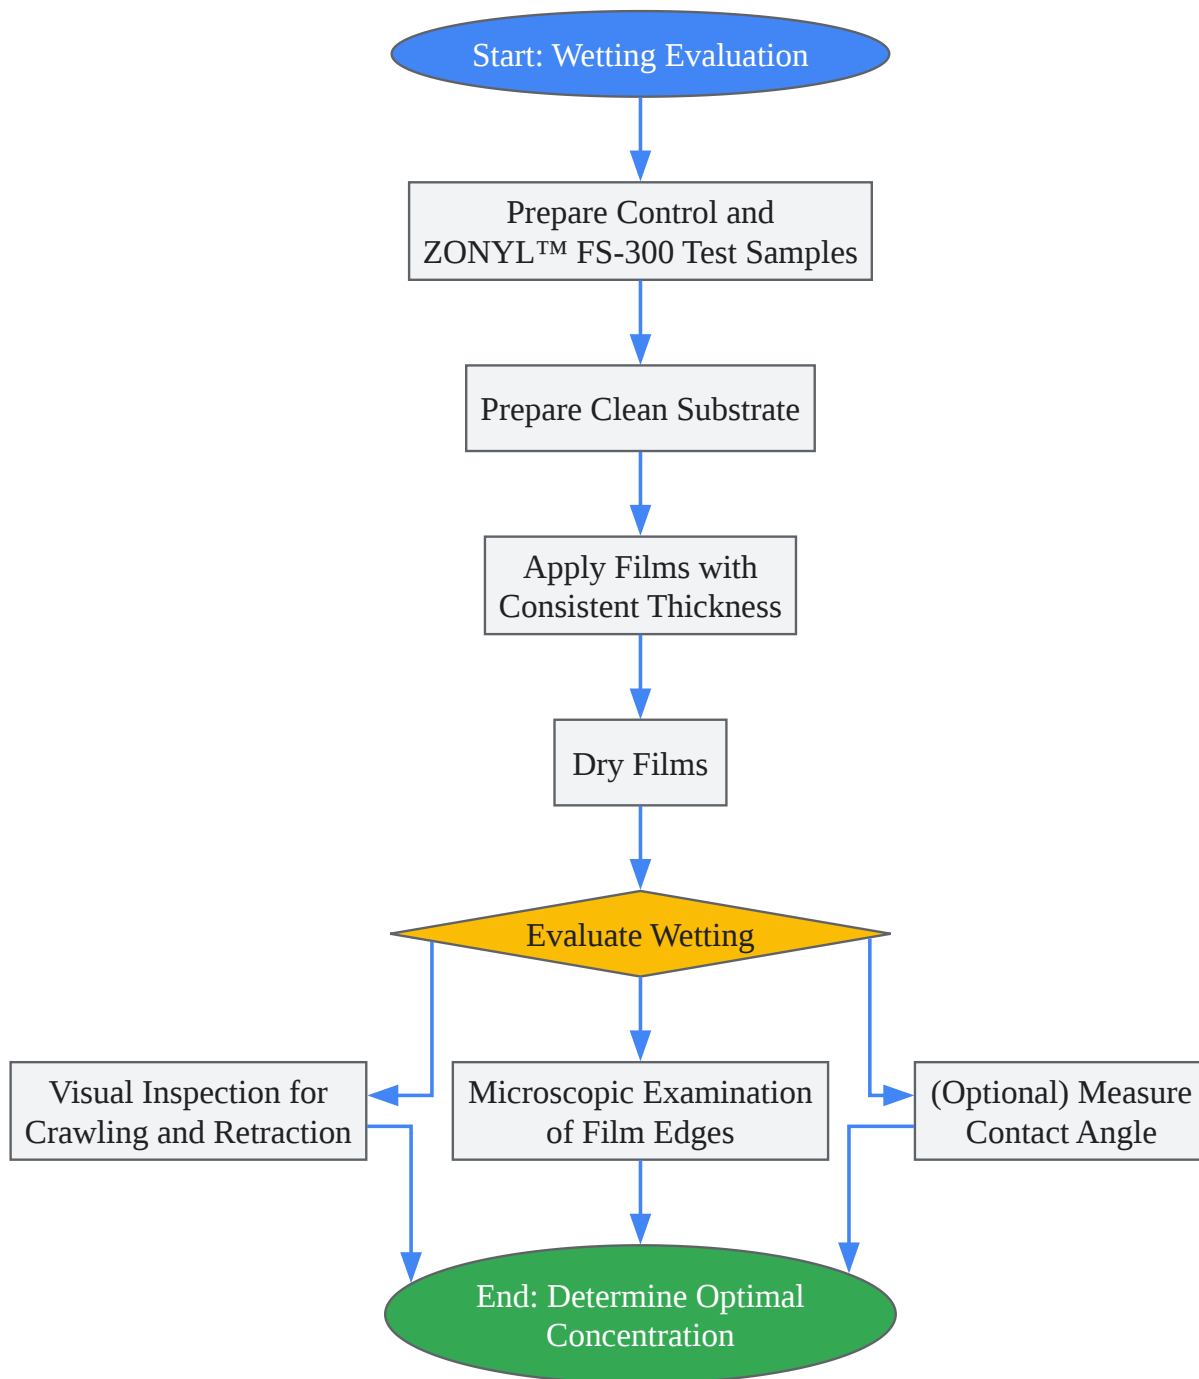 Start: Wetting Evaluation
Prepare Control and
ZONYL™ FS-300 Test Samples
Prepare Clean Substrate
Apply Films with
Consistent Thickness
Dry Films
Evaluate Wetting
Visual Inspection for
Crawling and Retraction
Microscopic Examination
of Film Edges
(Optional) Measure
Contact Angle
End: Determine Optimal
Concentration